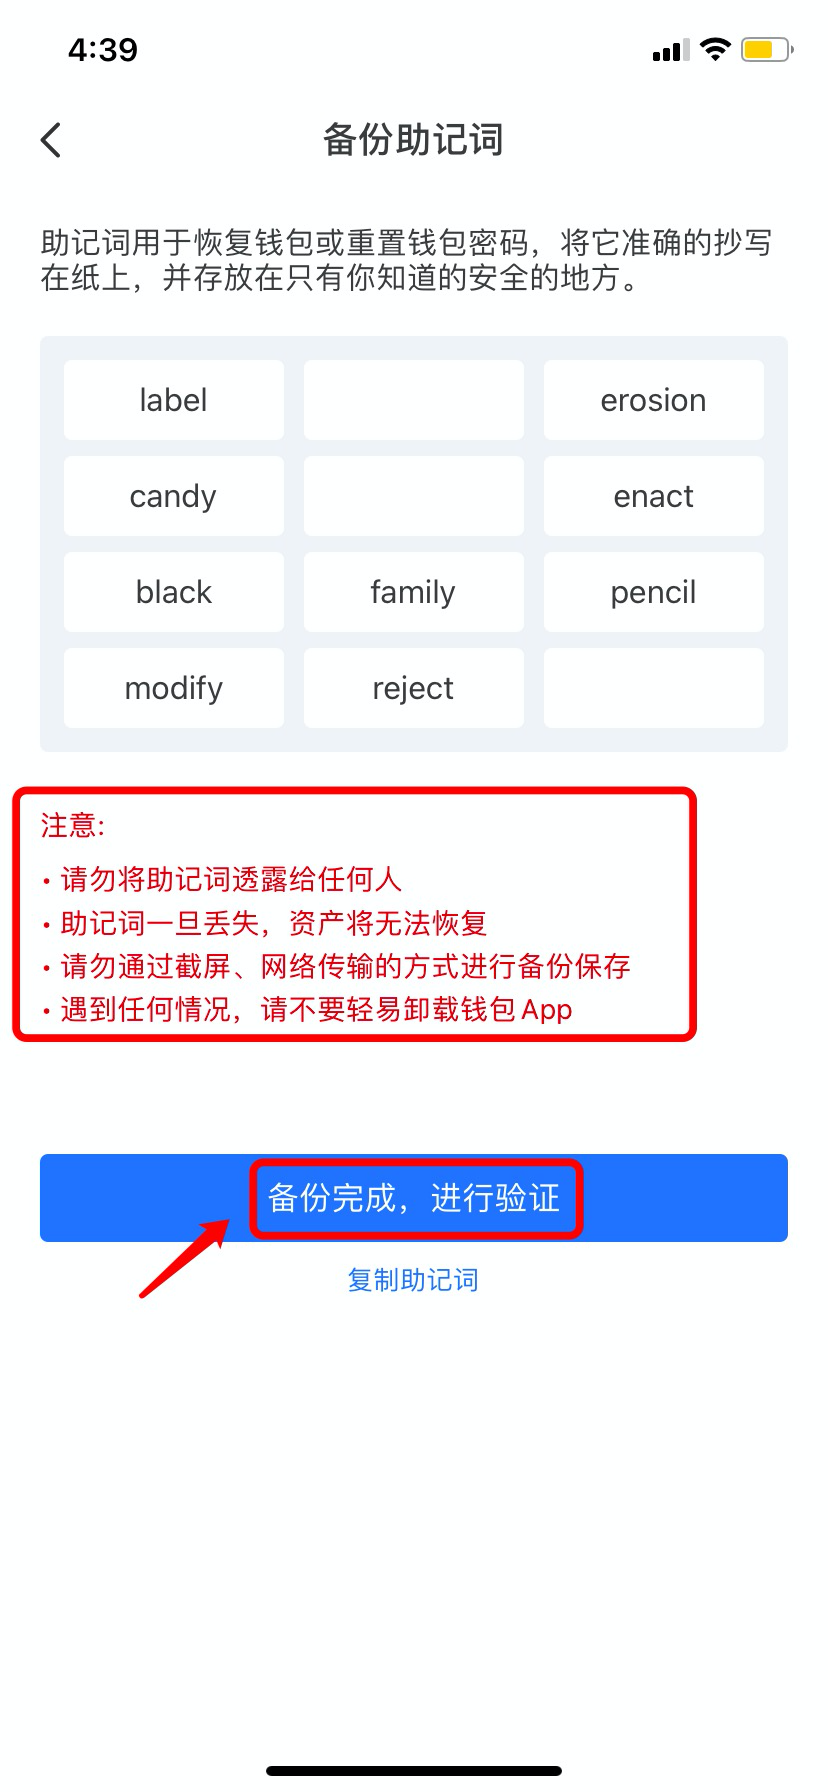 4:39
备份助记词
助记词用于恢复钱包或重置钱包密码，将它准确的抄写
在纸上，并存放在只有你知道的安全的地方。
label erosion
candy enact
black family pencil
modify reject
注意:
• 请勿将助记词透露给任何人
• 助记词一旦丢失，资产将无法恢复
• 请勿通过截屏、网络传输的方式进行备份保存
• 遇到任何情况，请不要轻易卸载钱包App
备份完成，进行验证
复制助记词